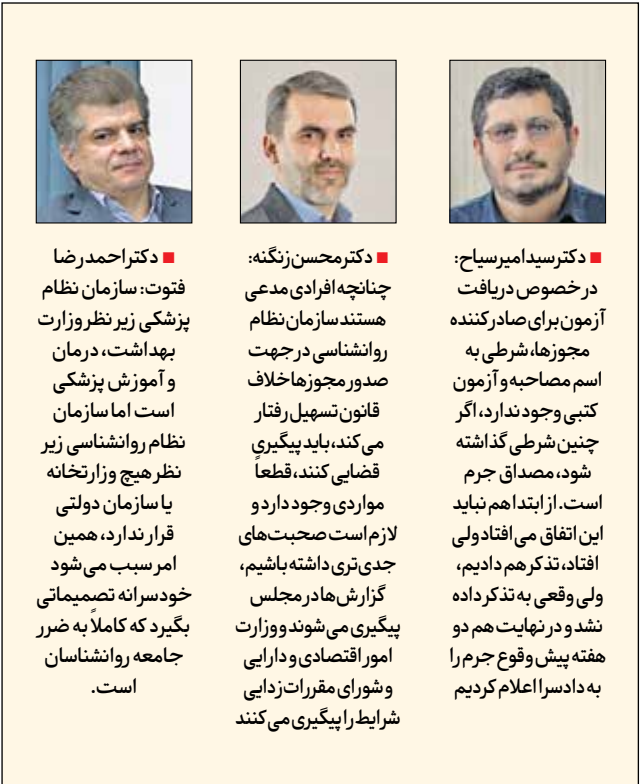 ■ دکتر سید امیر سیاح:
در خصوص دریافت
آزمون برای صادرکننده
مجوزها، شرطی به
اسم مصاحبه و آزمون
کتبی وجود ندارد، اگر
چنین شرطی گذاشته
شود، مصداق جرم
است. از ابتدا هم نباید
این اتفاق می‌افتاد ولی
افتاد، تذکر هم دادیم،
ولی وقعی به تذکر داده
نشد و در نهایت هم دو
هفته پیش وقوع جرم را
به دادسرا اعلام کردیم
■ دکتر محسن زنگنه:
چنانچه افرادی مدعی
هستند سازمان نظام
روانشناسی در جهت
صدور مجوزها خلاف
قانون تسهیل رفتار
می‌کند، باید پیگیری
قضایی کنند، قطعاً
مواردی وجود دارد و
لازم است صحبت‌های
جدی‌تری داشته باشیم،
گزارش‌ها در مجلس
پیگیری می‌شوند و وزارت
امور اقتصادی و دارایی
و شورای مقررات‌زدایی
شرایط را پیگیری می‌کنند
■ دکتر احمدرضا
فتوت: سازمان نظام
پزشکی زیر نظر وزارت
بهداشت، درمان
و آموزش پزشکی
است اما سازمان
نظام روانشناسی زیر
نظر هیچ وزارتخانه
یا سازمان دولتی
قرار ندارد، همین
امر سبب می‌شود
خودسرانه تصمیماتی
بگیرد که کاملاً به ضرر
جامعه روانشناسان
است.